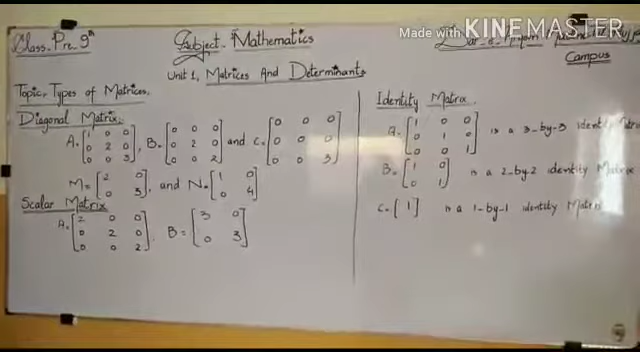 Class- Pre 9th
Subject- Mathematics
Made with KINEMASTER
Campus
Unit 1, Matrices And Determinants
Topic, Types of Matrices.
Diagonal Matrix.
A= [1 0 0
0 2 0
0 0 3], B= [0 0 0
0 2 0
0 0 2] and C= [0 0 0
0 0 0
0 0 3]
M= [2 0
0 3], and N= [1 0
0 4]
Scalar Matrix
A= [2 0 0
0 2 0
0 0 2], B= [3 0
0 3]
Identity Matrix.
a= [1 0 0
0 1 0
0 0 1] is a 3-by-3 identity Matrix
B= [1 0
0 1] is a 2-by-2 identity Matrix
C= [1] is a 1-by-1 identity Matrix